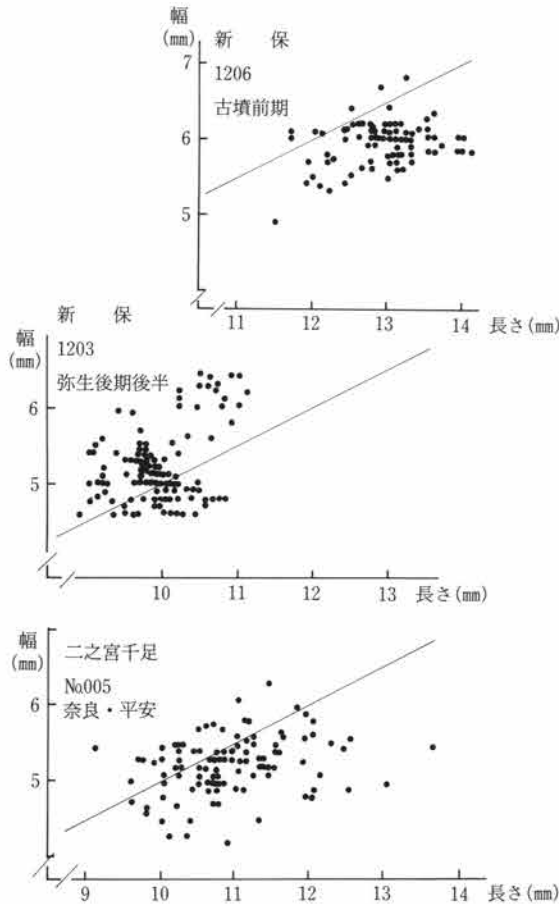 幅
(mm)
新　保
1206
古墳前期
7
6
5
11 12 13 14 長さ(mm)
幅
(mm)
新　保
1203
弥生後期後半
6
5
10 11 12 13 長さ(mm)
幅
(mm)
二之宮千足
No.005
奈良・平安
6
5
9 10 11 12 13 14 長さ(mm)